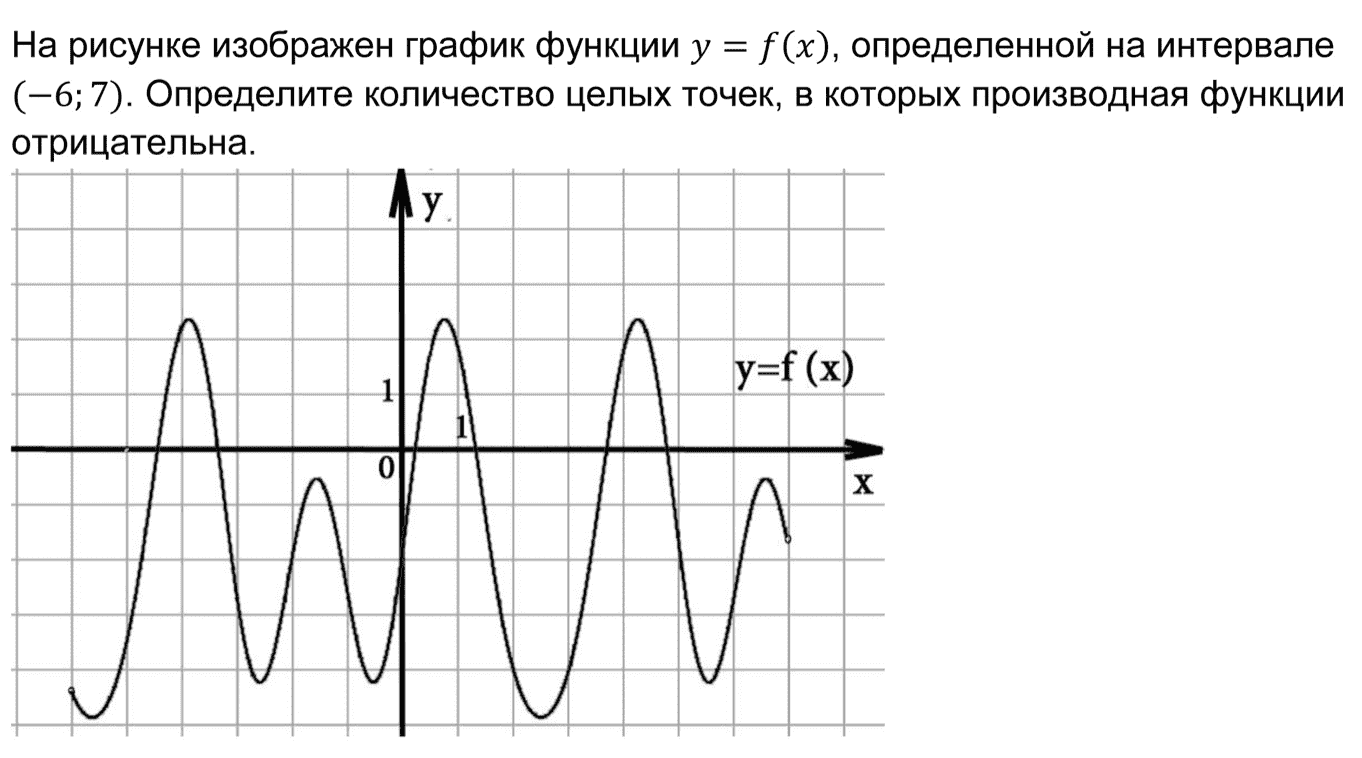 На рисунке изображен график функции y = f(x), определенной на интервале
(−6; 7). Определите количество целых точек, в которых производная функции
отрицательна.
y
y=f (x)
1
1
0
x